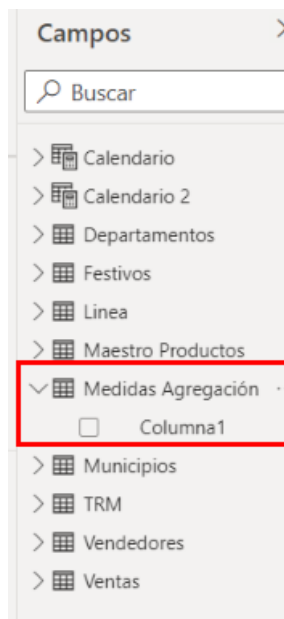 Campos
Buscar
Calendario
Calendario 2
Departamentos
Festivos
Linea
Maestro Productos
Medidas Agregación
Columna1
Municipios
TRM
Vendedores
Ventas